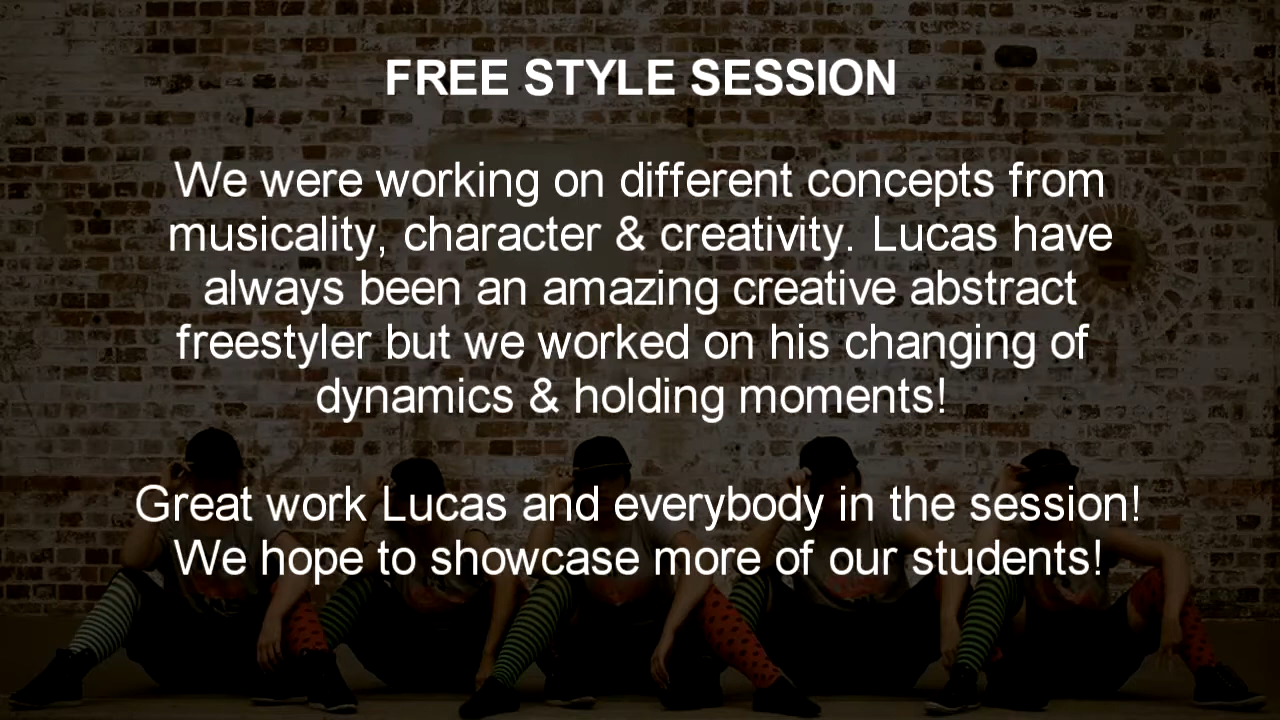 FREE STYLE SESSION
We were working on different concepts from
musicality, character & creativity. Lucas have
always been an amazing creative abstract
freestyler but we worked on his changing of
dynamics & holding moments!
Great work Lucas and everybody in the session!
We hope to showcase more of our students!